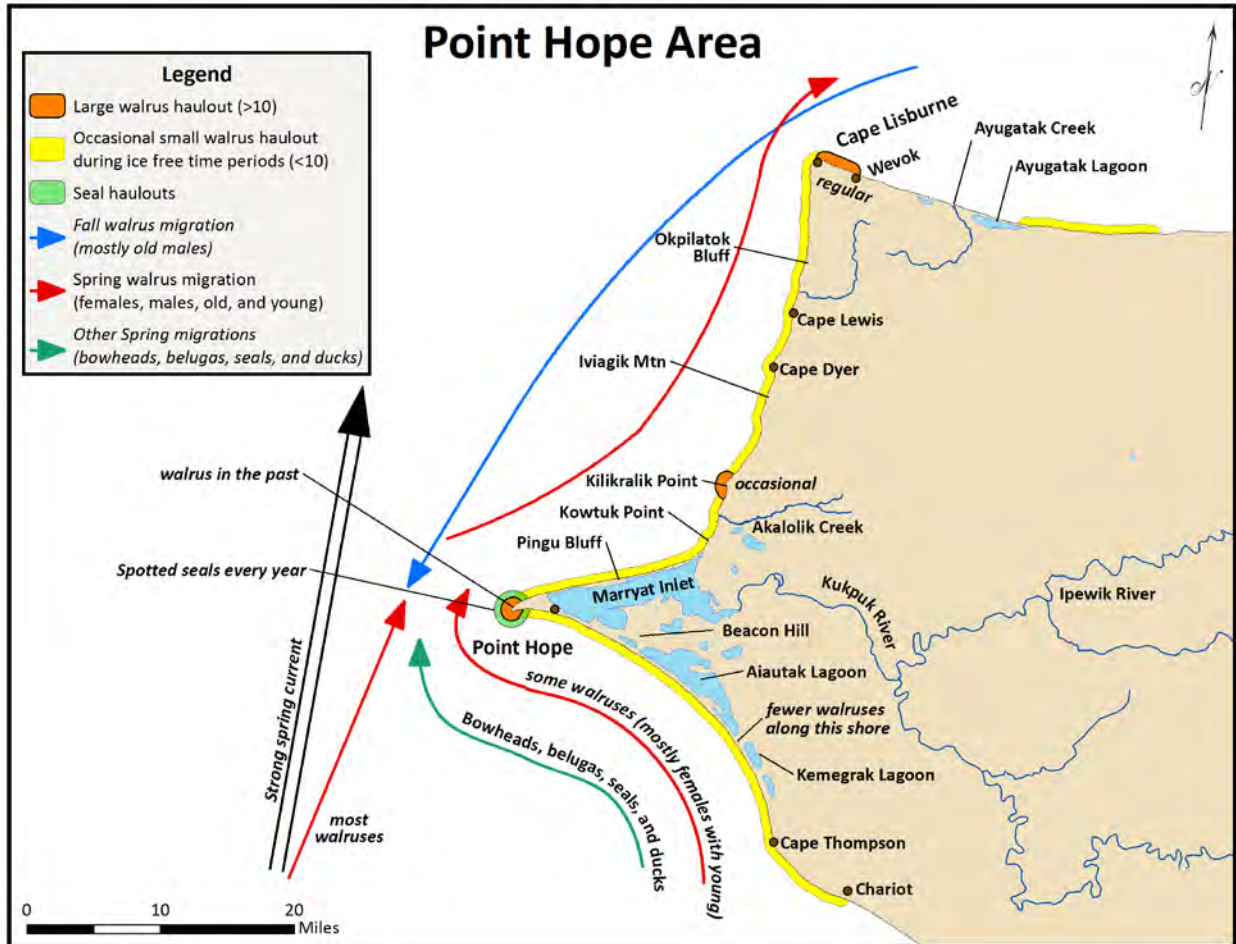 Point Hope Area
N
Legend
Large walrus haulout (>10)
Occasional small walrus haulout
during ice free time periods (<10)
Seal haulouts
Fall walrus migration
(mostly old males)
Spring walrus migration
(females, males, old, and young)
Other Spring migrations
(bowheads, belugas, seals, and ducks)
Cape Lisburne
Wevok
regular
Ayugatak Creek
Ayugatak Lagoon
Okpilatok
Bluff
Cape Lewis
Iviagik Mtn
Cape Dyer
walrus in the past
Kilikralik Point
occasional
Kowtuk Point
Akalolik Creek
Pingu Bluff
Spotted seals every year
Marryat Inlet
Kukpuk River
Ipewik River
Beacon Hill
Point Hope
Aiautak Lagoon
some walruses (mostly females with young)
fewer walruses
along this shore
Bowheads, belugas, seals, and ducks
Kemegrak Lagoon
Strong spring current
most
walruses
Cape Thompson
Chariot
0 10 20
Miles